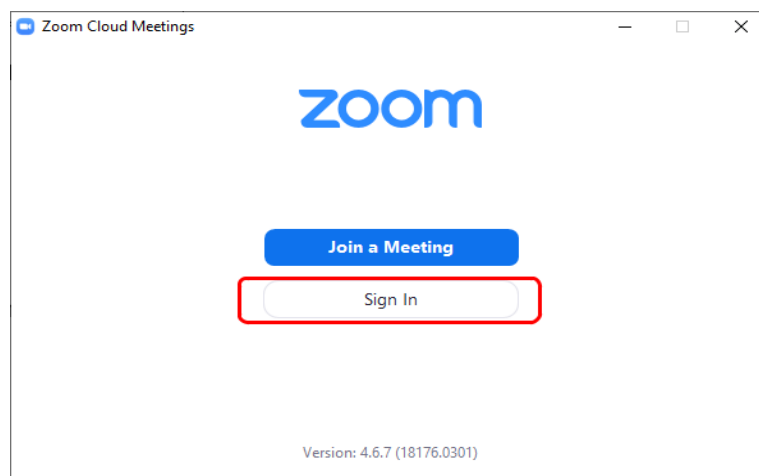 Zoom Cloud Meetings
zoom
Join a Meeting
Sign In
Version: 4.6.7 (18176.0301)